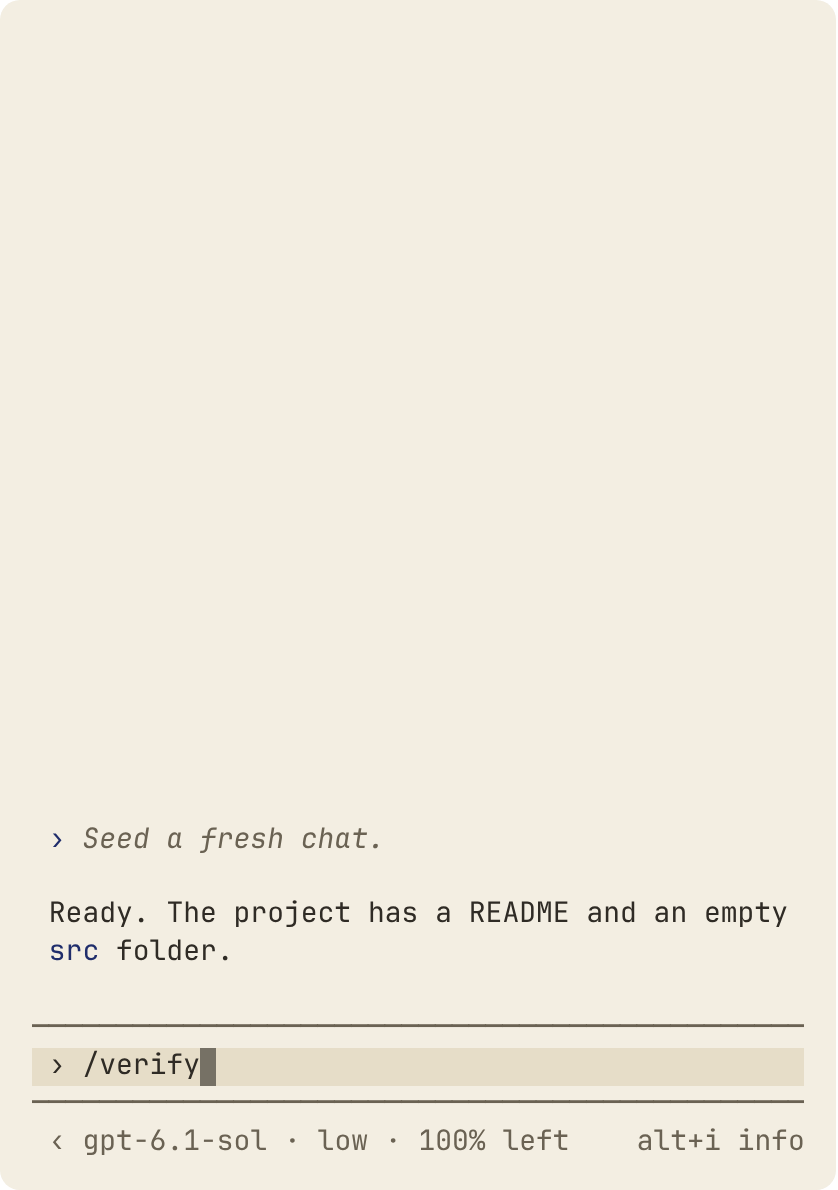 › Seed a fresh chat.
Ready. The project has a README and an empty
src folder.
› /verify
‹ gpt-6.1-sol · low · 100% left alt+i info